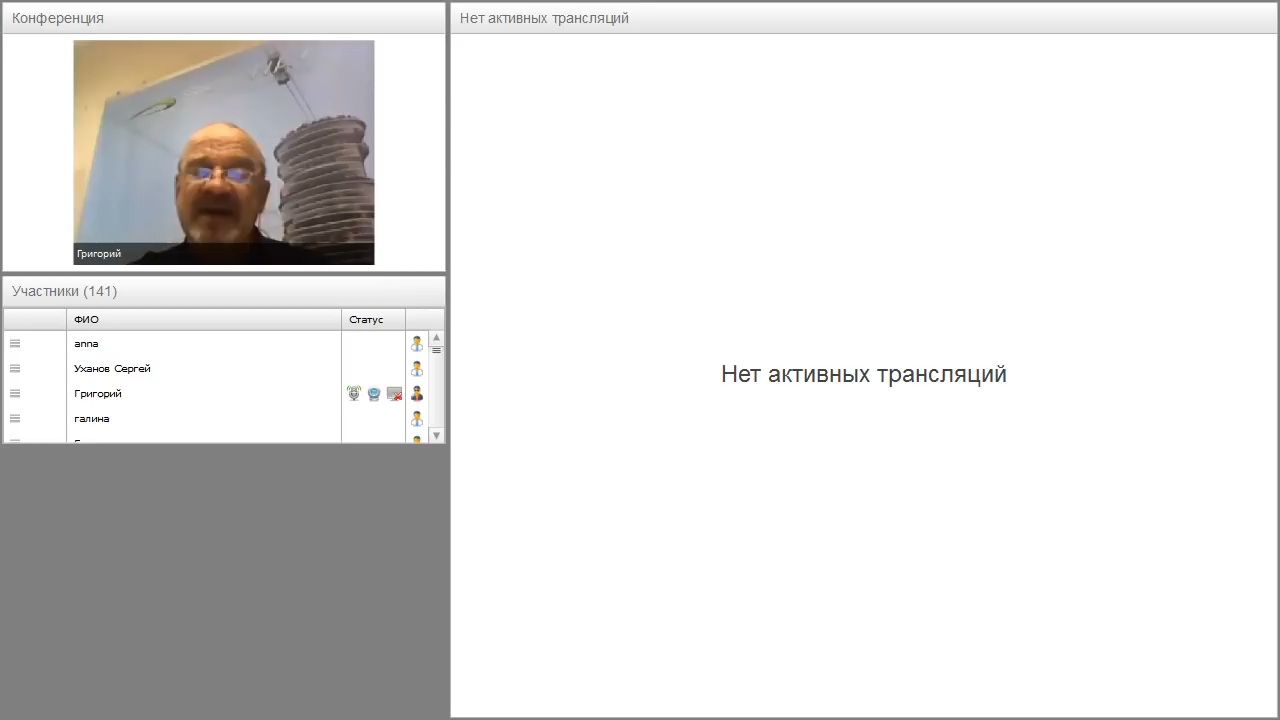 Конференция
Нет активных трансляций
Григорий
Участники (141)
ФИО
Статус
anna
Уханов Сергей
Григорий
галина
Нет активных трансляций